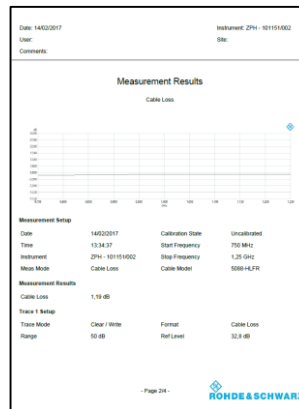 Date: 14/02/2017 Instrument: ZPH - 101151/002
User: Site:
Comments:
Measurement Results
Cable Loss
Measurement Setup
Date 14/02/2017 Calibration State Uncalibrated
Time 13:34:37 Start Frequency 750 MHz
Instrument ZPH - 101151/002 Stop Frequency 1,25 GHz
Meas Mode Cable Loss Cable Model 5088-HLFR
Measurement Results
Cable Loss 1,19 dB
Trace 1 Setup
Trace Mode Clear / Write Format Cable Loss
Range 50 dB Ref Level 32,8 dB
- Page 2/4 -
ROHDE&SCHWARZ